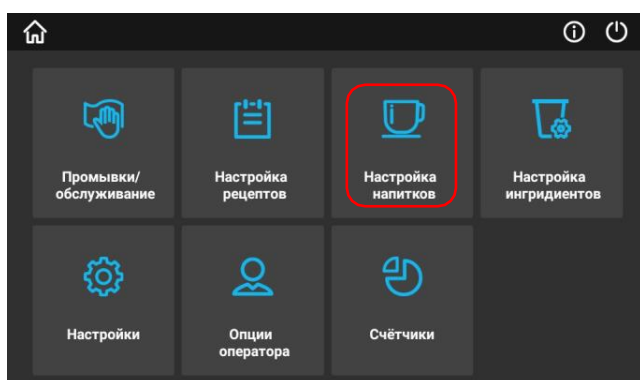 Промывки/
обслуживание
Настройка
рецептов
Настройка
напитков
Настройка
ингридиентов
Настройки
Опции
оператора
Счётчики